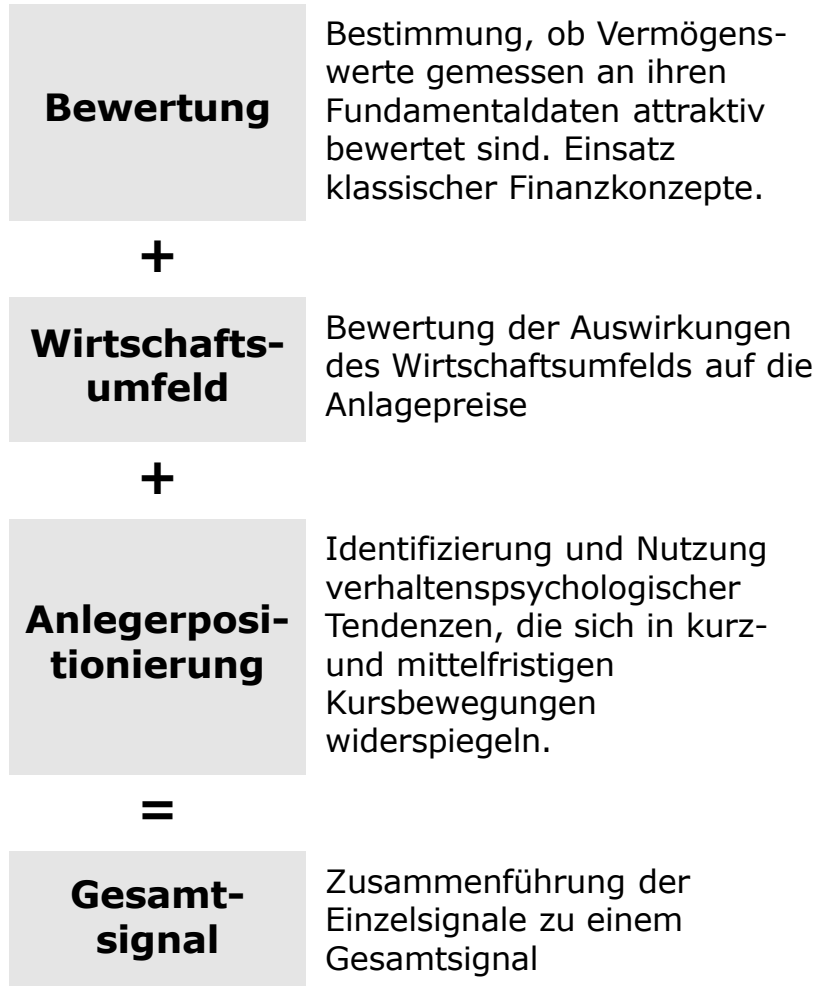 Bewertung
Bestimmung, ob Vermögens-
werte gemessen an ihren
Fundamentaldaten attraktiv
bewertet sind. Einsatz
klassischer Finanzkonzepte.
+
Wirtschafts-
umfeld
Bewertung der Auswirkungen
des Wirtschaftsumfelds auf die
Anlagepreise
+
Anlegerposi-
tionierung
Identifizierung und Nutzung
verhaltenspsychologischer
Tendenzen, die sich in kurz-
und mittelfristigen
Kursbewegungen
widerspiegeln.
=
Gesamt-
signal
Zusammenführung der
Einzelsignale zu einem
Gesamtsignal